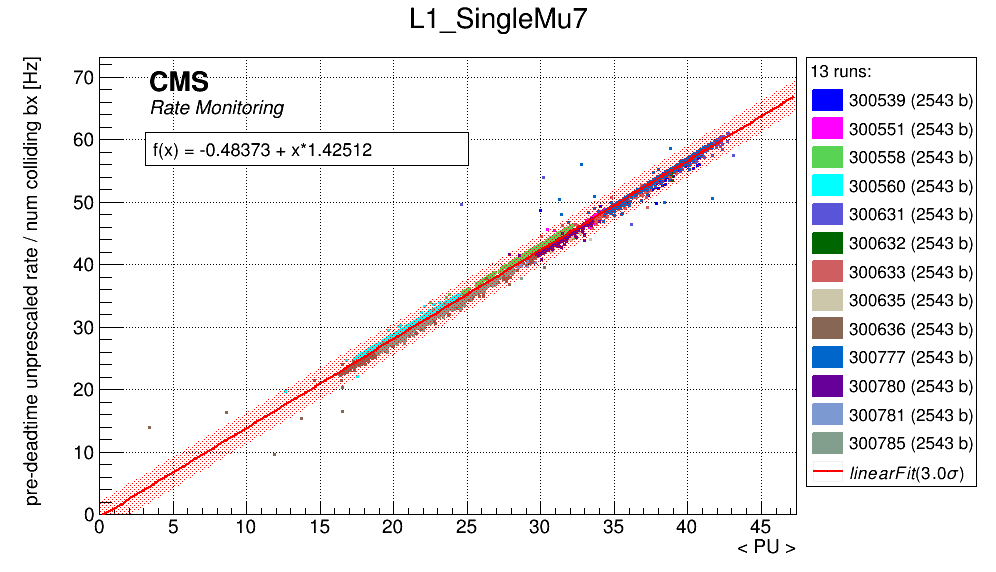 L1_SingleMu7
pre-deadtime unprescaled rate / num colliding bx [Hz]
CMS
Rate Monitoring
f(x) = -0.48373 + x*1.42512
70
60
50
40
30
20
10
0
0 5 10 15 20 25 30 35 40 45
< PU >
13 runs:
300539 (2543 b)
300551 (2543 b)
300558 (2543 b)
300560 (2543 b)
300631 (2543 b)
300632 (2543 b)
300633 (2543 b)
300635 (2543 b)
300636 (2543 b)
300777 (2543 b)
300780 (2543 b)
300781 (2543 b)
300785 (2543 b)
linearFit(3.0σ)